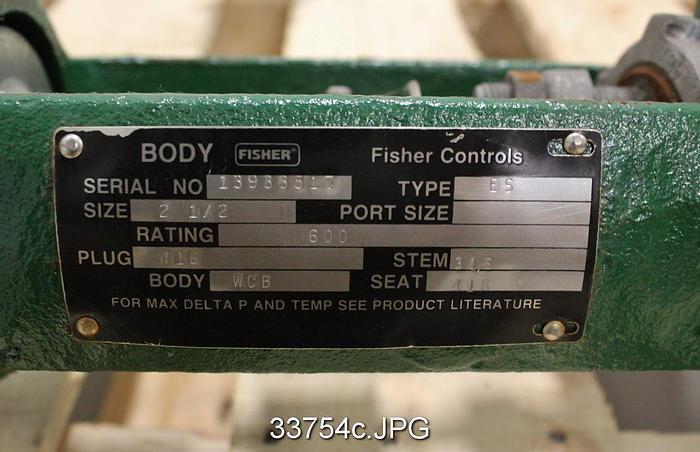 BODY FISHER Fisher Controls
SERIAL NO 13933517 TYPE ES
SIZE 2 1/2 PORT SIZE
RATING 600
PLUG 416 STEM 316
BODY WCB SEAT 416
FOR MAX DELTA P AND TEMP SEE PRODUCT LITERATURE
33754c.JPG